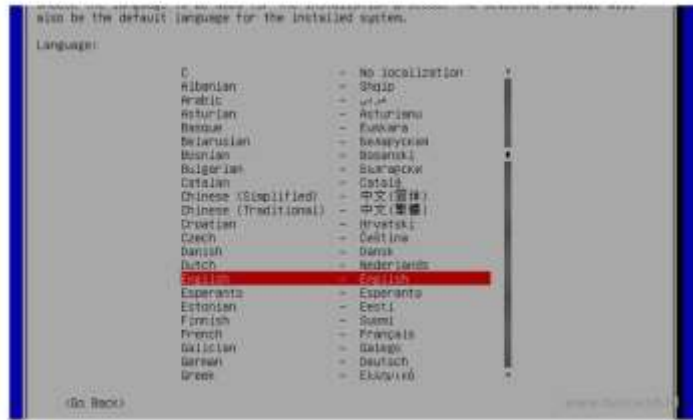 also be the default language for the installed system.
Language:
C - No localization
Albanian - Shqip
Arabic - عربي
Asturian - Asturianu
Basque - Euskara
Belarusian - Беларуская
Bosnian - Bosanski
Bulgarian - Български
Catalan - Català
Chinese (Simplified) - 中文(简体)
Chinese (Traditional) - 中文(繁體)
Croatian - Hrvatski
Czech - Čeština
Danish - Dansk
Dutch - Nederlands
English - English
Esperanto - Esperanto
Estonian - Eesti
Finnish - Suomi
French - Français
Galician - Galego
German - Deutsch
Greek - Ελληνικά
<Go Back>